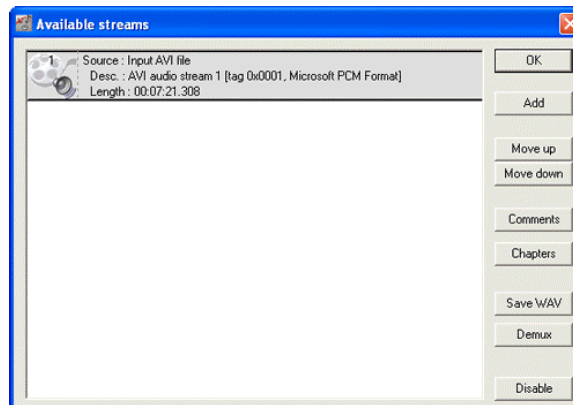 Available streams
1
Source : Input AVI file
Desc. : AVI audio stream 1 [tag 0x0001, Microsoft PCM Format]
Length : 00:07:21.308
OK
Add
Move up
Move down
Comments
Chapters
Save WAV
Demux
Disable